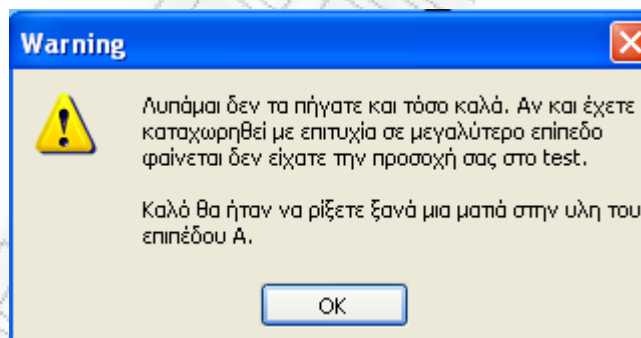 Warning
Λυπάμαι δεν τα πήγατε και τόσο καλά. Αν και έχετε
καταχωρηθεί με επιτυχία σε μεγαλύτερο επίπεδο
φαίνεται δεν είχατε την προσοχή σας στο test.
Καλό θα ήταν να ρίξετε ξανά μια ματιά στην υλη του
επιπέδου Α.
OK